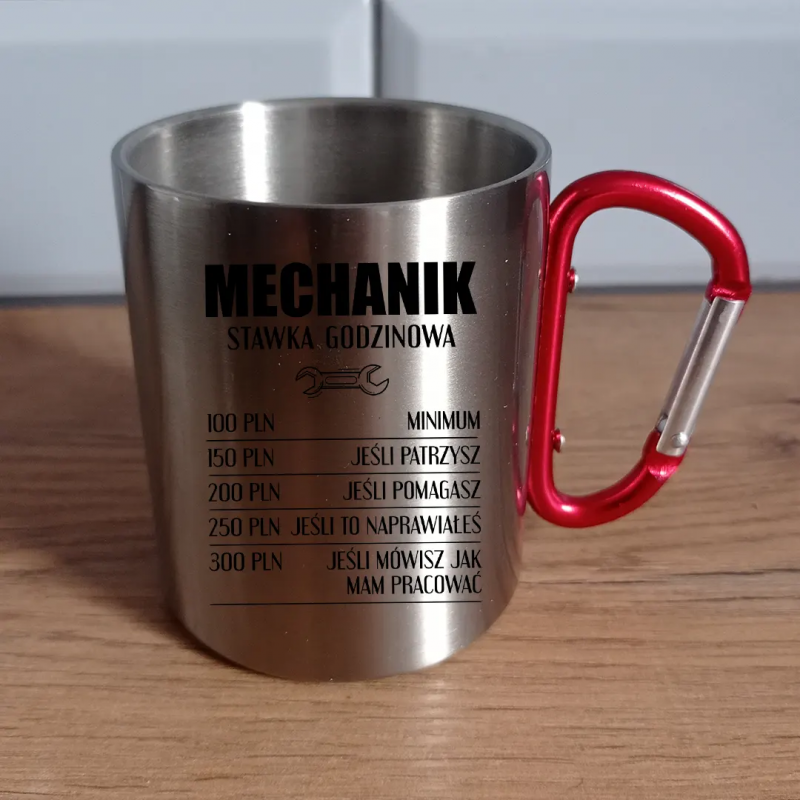 MECHANIK
STAWKA GODZINOWA
100 PLN MINIMUM
150 PLN JEŚLI PATRZYSZ
200 PLN JEŚLI POMAGASZ
250 PLN JEŚLI TO NAPRAWIAŁEŚ
300 PLN JEŚLI MÓWISZ JAK
MAM PRACOWAĆ